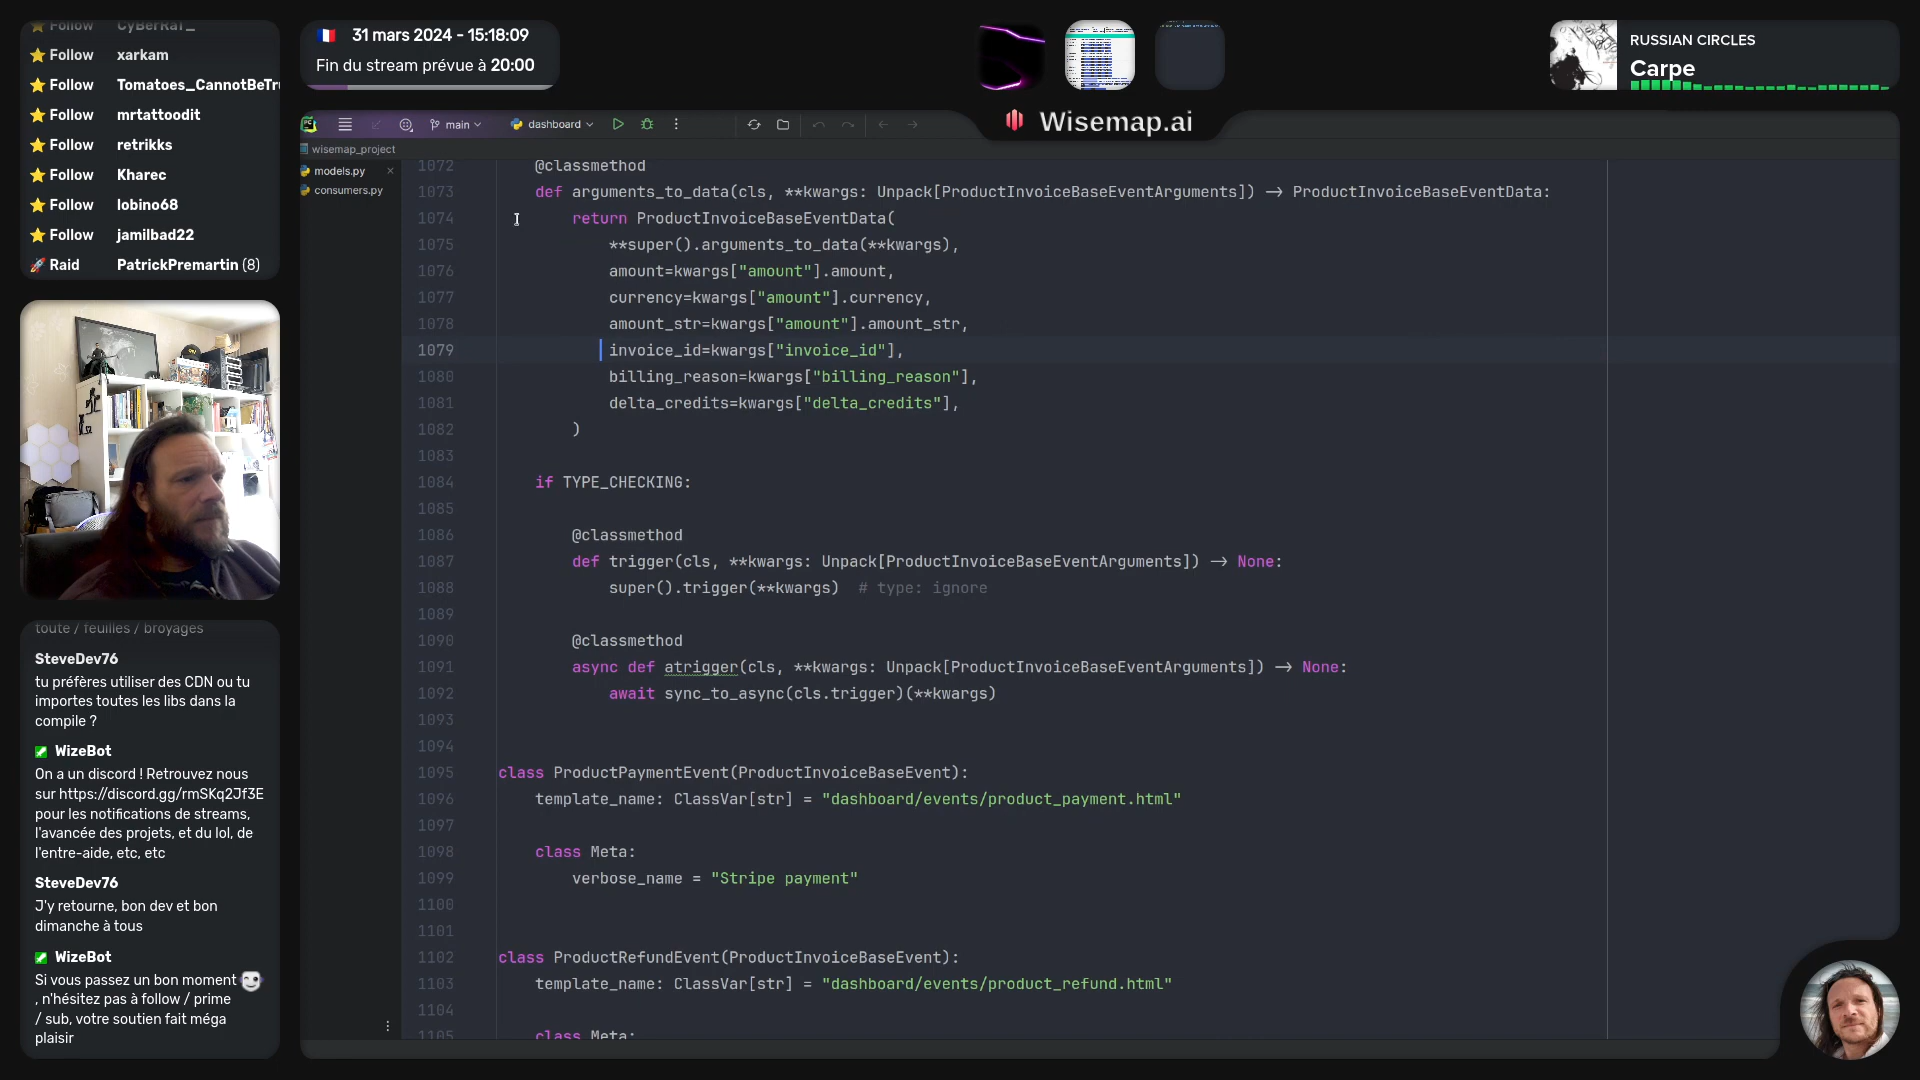 Follow CyBerRaT_
Follow xarkam
Follow Tomatoes_CannotBeTr
Follow mrtattoodit
Follow retrikks
Follow Kharec
Follow lobino68
Follow jamilbad22
Raid PatrickPremartin (8)
31 mars 2024 - 15:18:09
Fin du stream prévue à 20:00
RUSSIAN CIRCLES
Carpe
Wisemap.ai
main
dashboard
wisemap_project
models.py
consumers.py
1072 @classmethod
1073 def arguments_to_data(cls, **kwargs: Unpack[ProductInvoiceBaseEventArguments]) -> ProductInvoiceBaseEventData:
1074 return ProductInvoiceBaseEventData(
1075 **super().arguments_to_data(**kwargs),
1076 amount=kwargs["amount"].amount,
1077 currency=kwargs["amount"].currency,
1078 amount_str=kwargs["amount"].amount_str,
1079 invoice_id=kwargs["invoice_id"],
1080 billing_reason=kwargs["billing_reason"],
1081 delta_credits=kwargs["delta_credits"],
1082 )
1083
1084 if TYPE_CHECKING:
1085
1086 @classmethod
1087 def trigger(cls, **kwargs: Unpack[ProductInvoiceBaseEventArguments]) -> None:
1088 super().trigger(**kwargs)  # type: ignore
1089
1090 @classmethod
1091 async def atrigger(cls, **kwargs: Unpack[ProductInvoiceBaseEventArguments]) -> None:
1092 await sync_to_async(cls.trigger)(**kwargs)
1093
1094
1095 class ProductPaymentEvent(ProductInvoiceBaseEvent):
1096 template_name: ClassVar[str] = "dashboard/events/product_payment.html"
1097
1098 class Meta:
1099 verbose_name = "Stripe payment"
1100
1101
1102 class ProductRefundEvent(ProductInvoiceBaseEvent):
1103 template_name: ClassVar[str] = "dashboard/events/product_refund.html"
1104
1105 class Meta:
toute / feuilles / broyages
SteveDev76
tu préfères utiliser des CDN ou tu
importes toutes les libs dans la
compile ?
WizeBot
On a un discord ! Retrouvez nous
sur https://discord.gg/rmSKq2Jf3E
pour les notifications de streams,
l'avancée des projets, et du lol, de
l'entre-aide, etc, etc
SteveDev76
J'y retourne, bon dev et bon
dimanche à tous
WizeBot
Si vous passez un bon moment
, n'hésitez pas à follow / prime
/ sub, votre soutien fait méga
plaisir